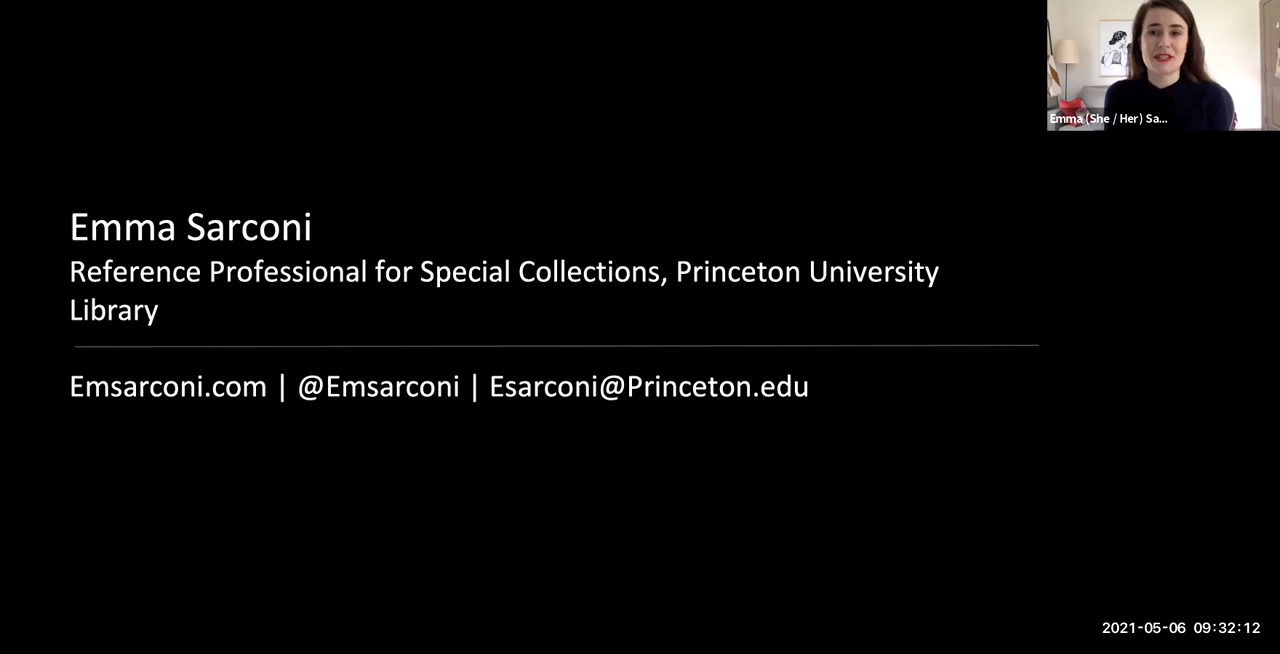 Emma (She / Her) Sa...
Emma Sarconi
Reference Professional for Special Collections, Princeton University
Library
Emsarconi.com | @Emsarconi | Esarconi@Princeton.edu
2021-05-06 09:32:12